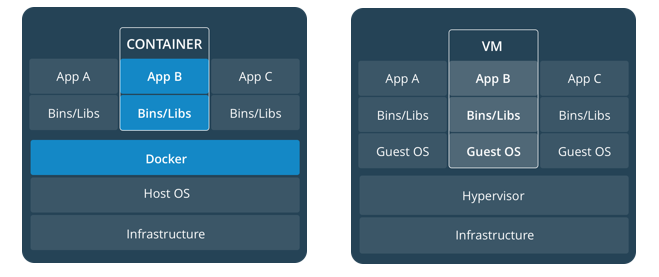 CONTAINER
App A App B App C
Bins/Libs Bins/Libs Bins/Libs
Docker
Host OS
Infrastructure
VM
App A App B App C
Bins/Libs Bins/Libs Bins/Libs
Guest OS Guest OS Guest OS
Hypervisor
Infrastructure